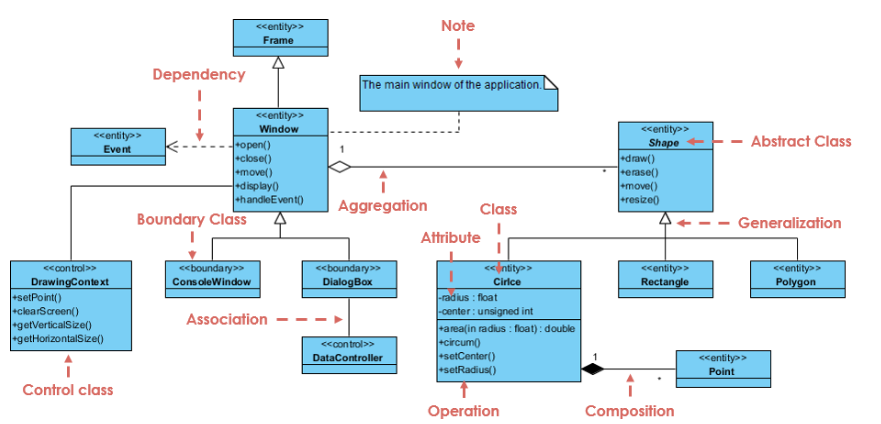 <<entity>>
Frame
Note
Dependency
The main window of the application.
<<entity>>
Window
+open()
+close()
+move()
+display()
+handleEvent()
<<entity>>
Event
1
*
Aggregation
<<entity>>
Shape
+draw()
+erase()
+move()
+resize()
Abstract Class
Generalization
Boundary Class
Class
Attribute
<<control>>
DrawingContext
+setPoint()
+clearScreen()
+getVerticalSize()
+getHorizontalSize()
Control class
<<boundary>>
ConsoleWindow
<<boundary>>
DialogBox
Association
<<control>>
DataController
<<entity>>
Cirlce
-radius : float
-center : unsigned int
+area(in radius : float) : double
+circum()
+setCenter()
+setRadius()
Operation
<<entity>>
Rectangle
<<entity>>
Polygon
1
*
Composition
<<entity>>
Point